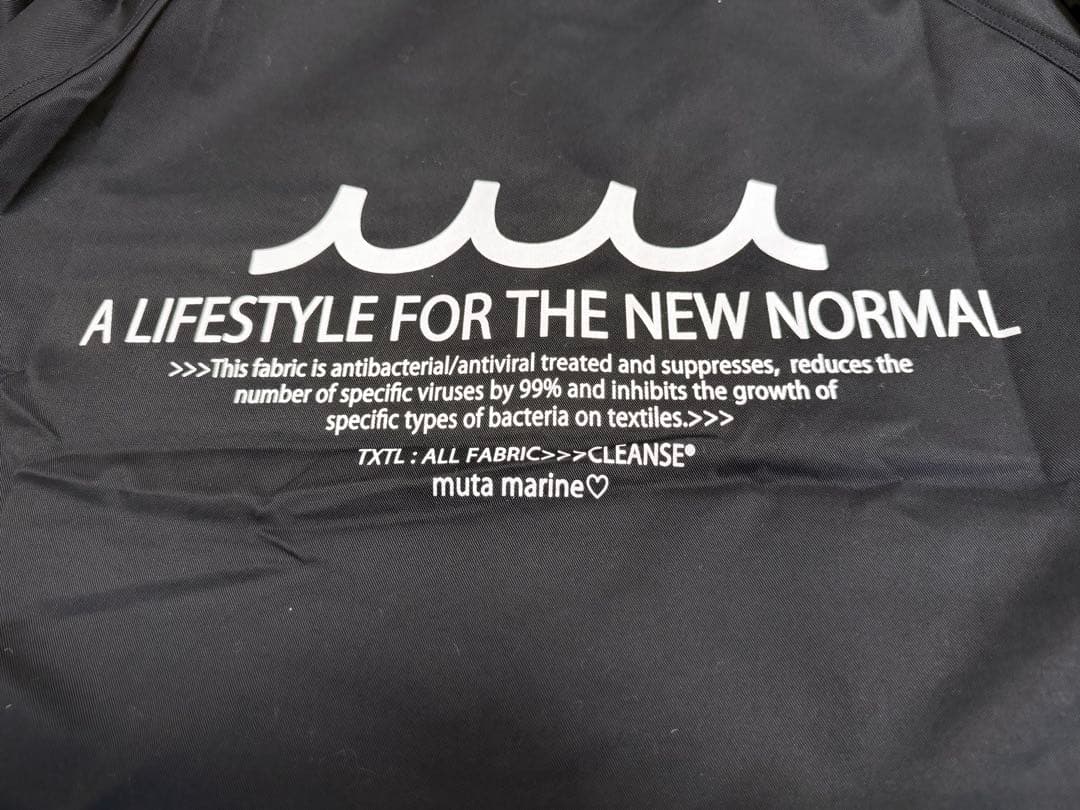 A LIFESTYLE FOR THE NEW NORMAL
>>>This fabric is antibacterial/antiviral treated and suppresses, reduces the
number of specific viruses by 99% and inhibits the growth of
specific types of bacteria on textiles.>>>
TXTL : ALL FABRIC>>>CLEANSE®
muta marine♡